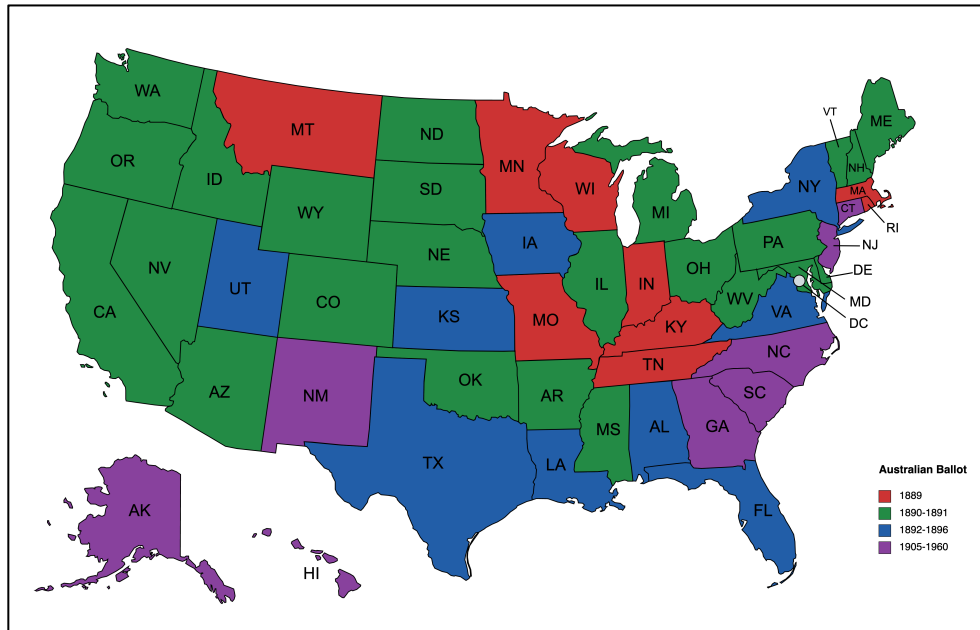 WA
OR
ID
MT
ND
SD
WY
NE
NV
UT
CO
CA
AZ
NM
KS
OK
TX
MN
WI
IA
MO
AR
LA
MI
IL
IN
OH
KY
TN
MS
AL
GA
FL
SC
NC
VA
WV
PA
NY
VT
NH
ME
MA
CT
RI
NJ
DE
MD
DC
AK
HI
Australian Ballot
1889
1890-1891
1892-1896
1905-1960